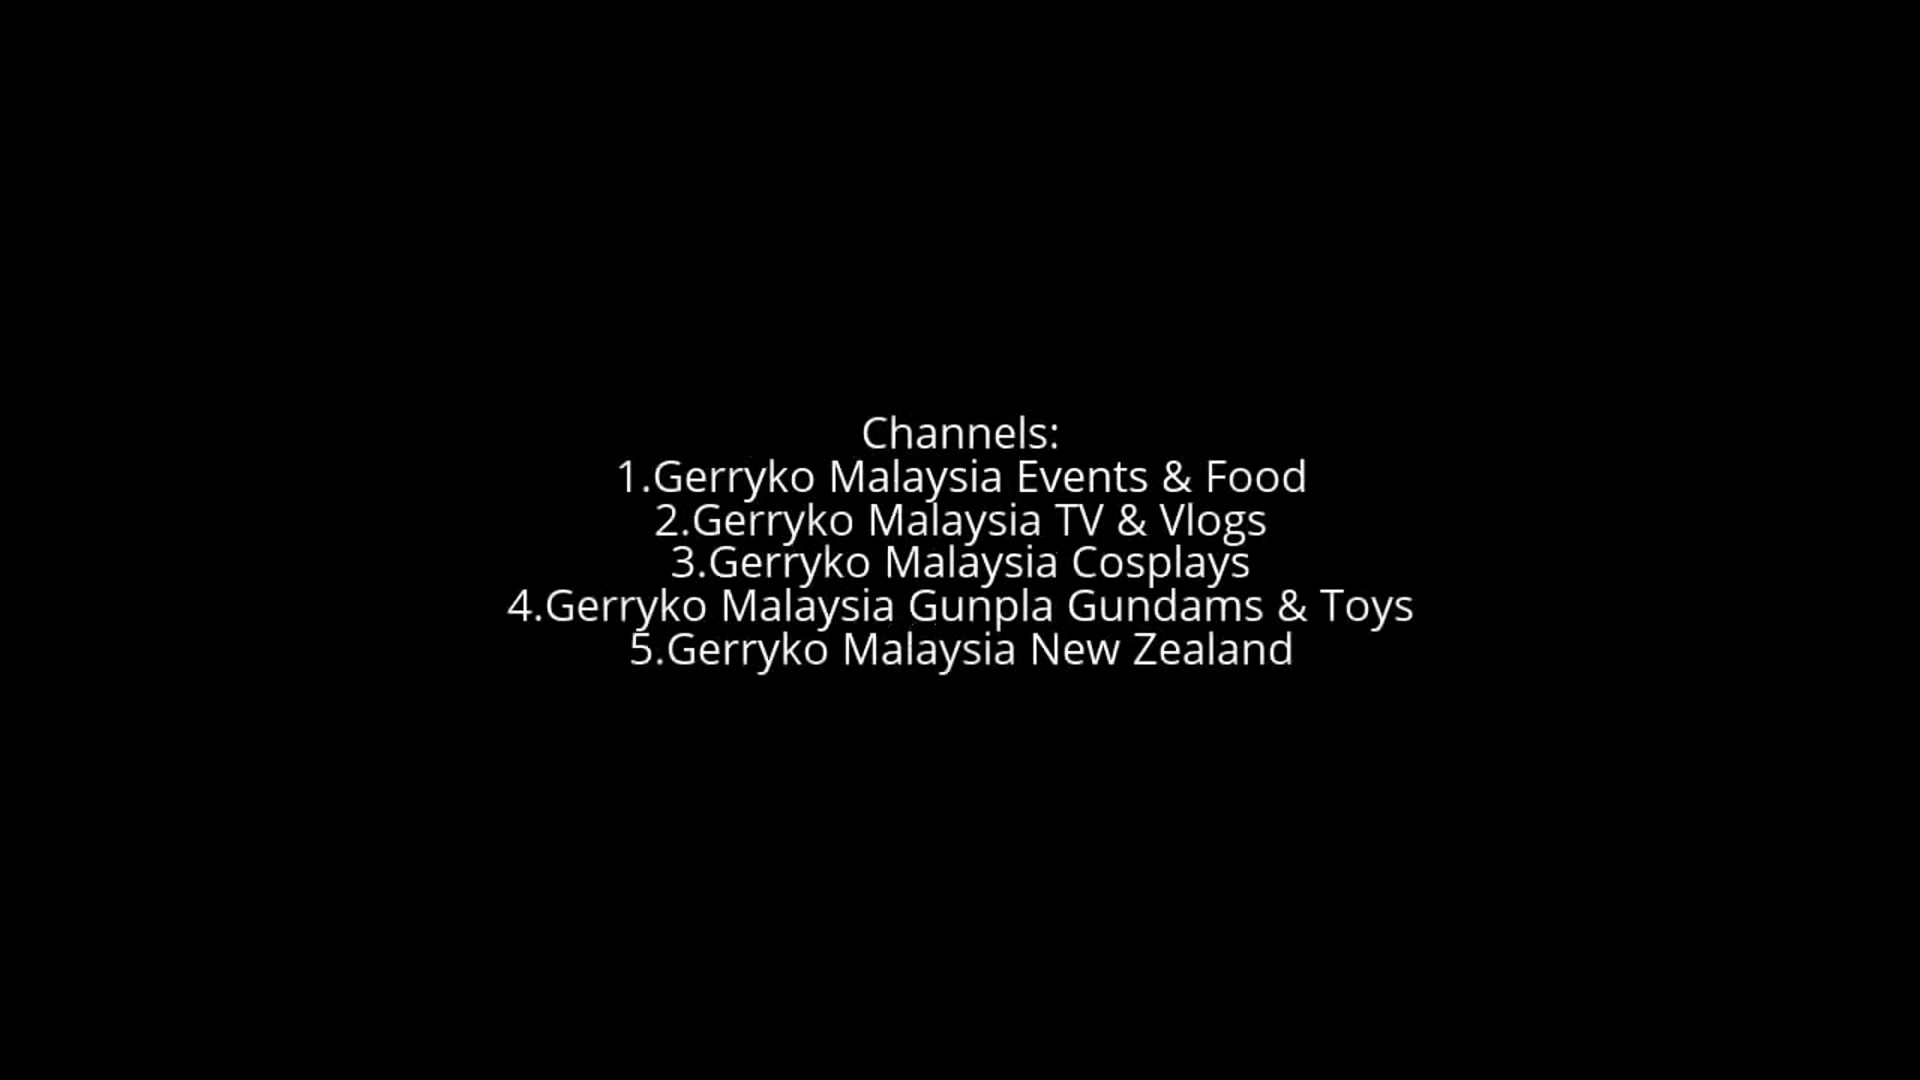 Channels:
1.Gerryko Malaysia Events & Food
2.Gerryko Malaysia TV & Vlogs
3.Gerryko Malaysia Cosplays
4.Gerryko Malaysia Gunpla Gundams & Toys
5.Gerryko Malaysia New Zealand